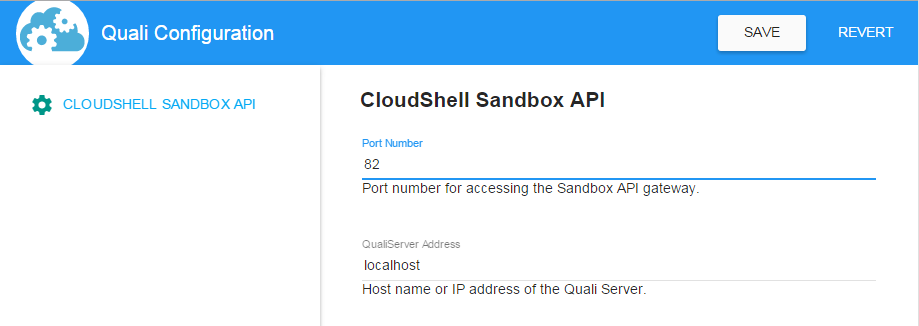 Quali Configuration
SAVE
REVERT
CLOUDSHELL SANDBOX API
CloudShell Sandbox API
Port Number
82
Port number for accessing the Sandbox API gateway.
QualiServer Address
localhost
Host name or IP address of the Quali Server.